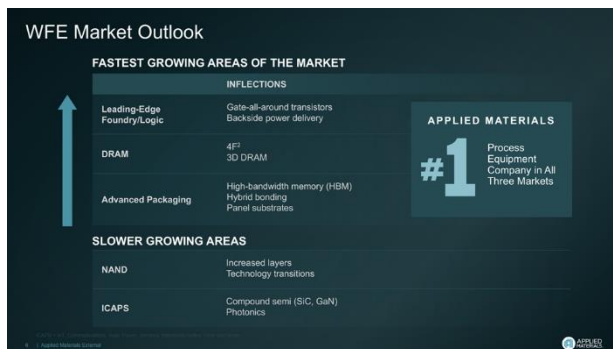 WFE Market Outlook
FASTEST GROWING AREAS OF THE MARKET
INFLECTIONS
Leading-Edge
Foundry/Logic
Gate-all-around transistors
Backside power delivery
DRAM
4F²
3D DRAM
Advanced Packaging
High-bandwidth memory (HBM)
Hybrid bonding
Panel substrates
APPLIED MATERIALS
#1
Process
Equipment
Company in All
Three Markets
SLOWER GROWING AREAS
NAND
Increased layers
Technology transitions
ICAPS
Compound semi (SiC, GaN)
Photonics
6 | Applied Materials External
APPLIED
MATERIALS